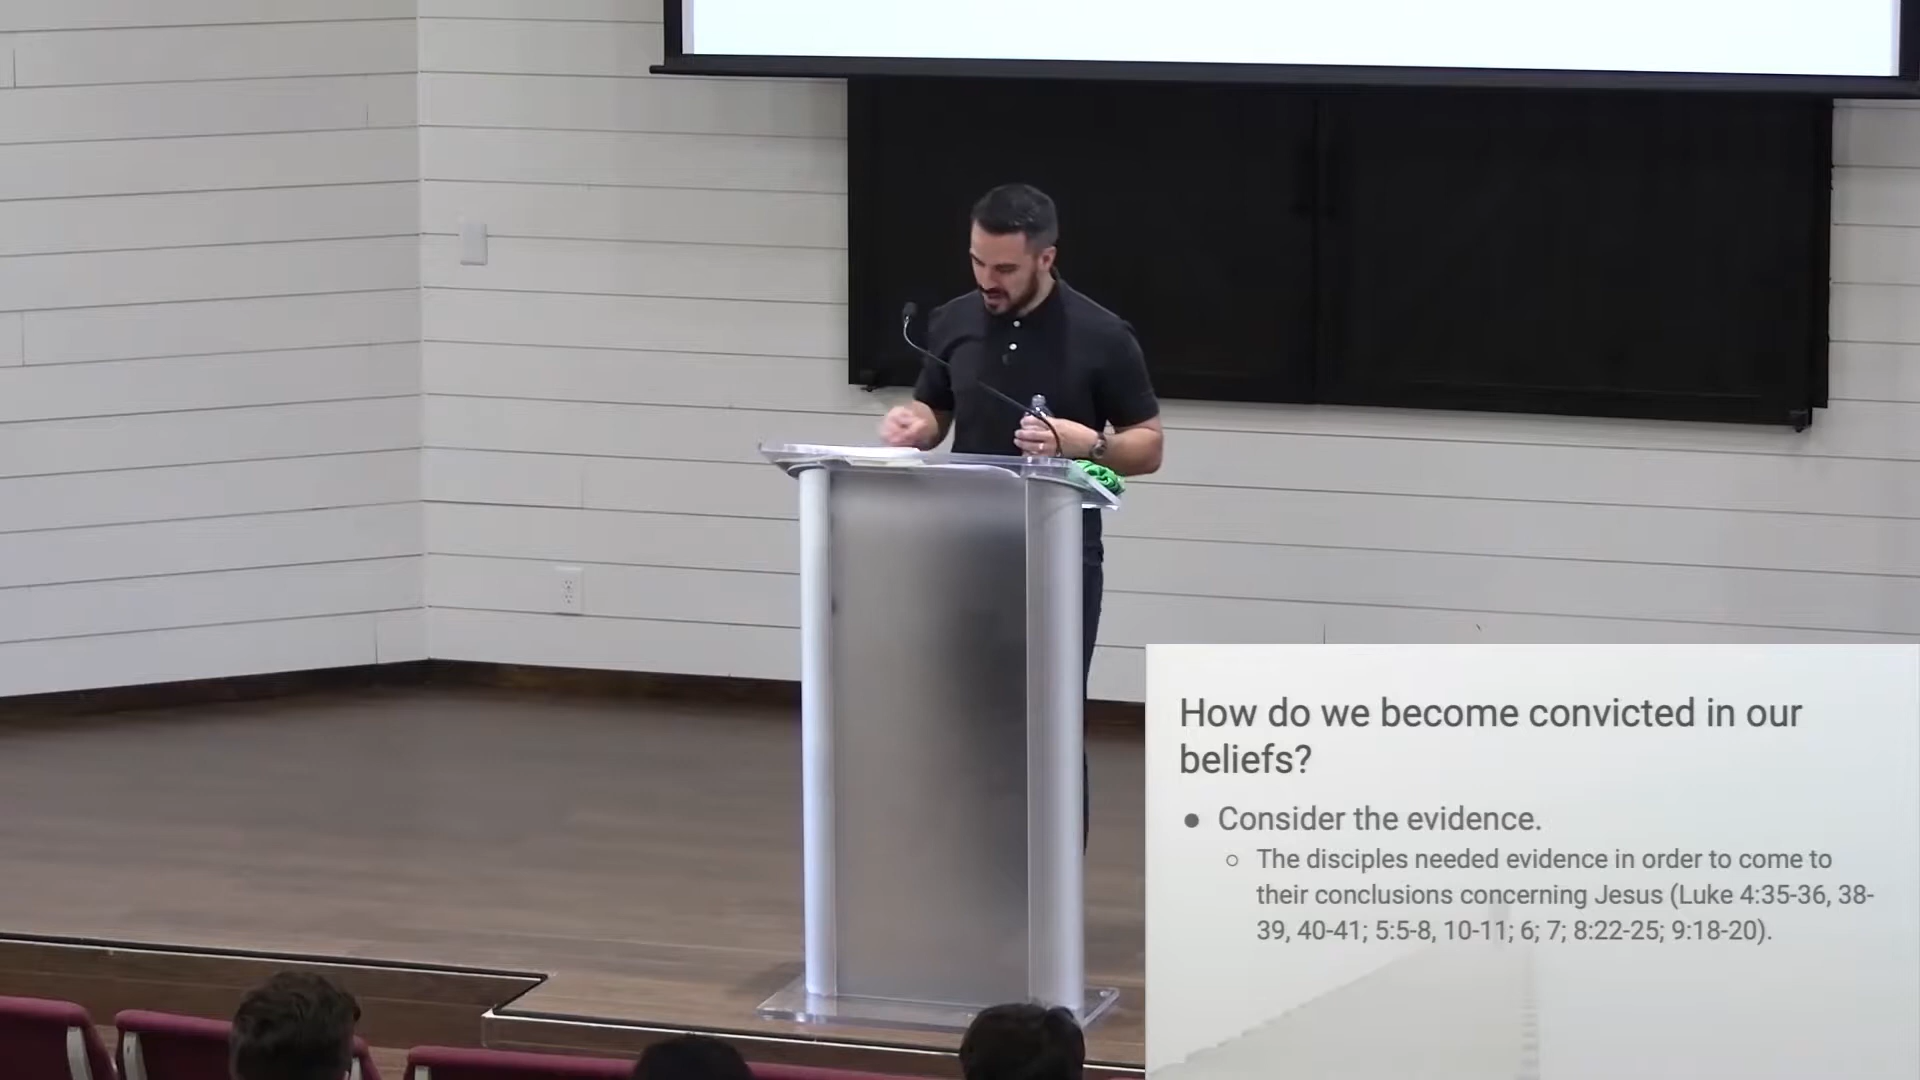 How do we become convicted in our
beliefs?
● Consider the evidence.
○ The disciples needed evidence in order to come to
their conclusions concerning Jesus (Luke 4:35-36, 38-
39, 40-41; 5:5-8, 10-11; 6; 7; 8:22-25; 9:18-20).